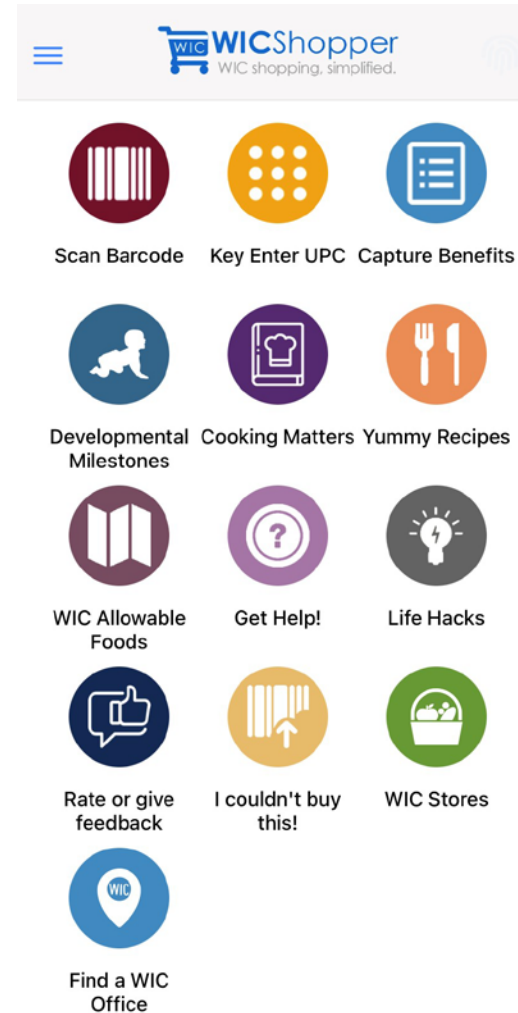 WIC WICShopper
WIC shopping, simplified.
Scan Barcode
Key Enter UPC
Capture Benefits
Developmental
Milestones
Cooking Matters
Yummy Recipes
WIC Allowable
Foods
?
Get Help!
Life Hacks
Rate or give
feedback
I couldn't buy
this!
WIC Stores
WIC
Find a WIC
Office